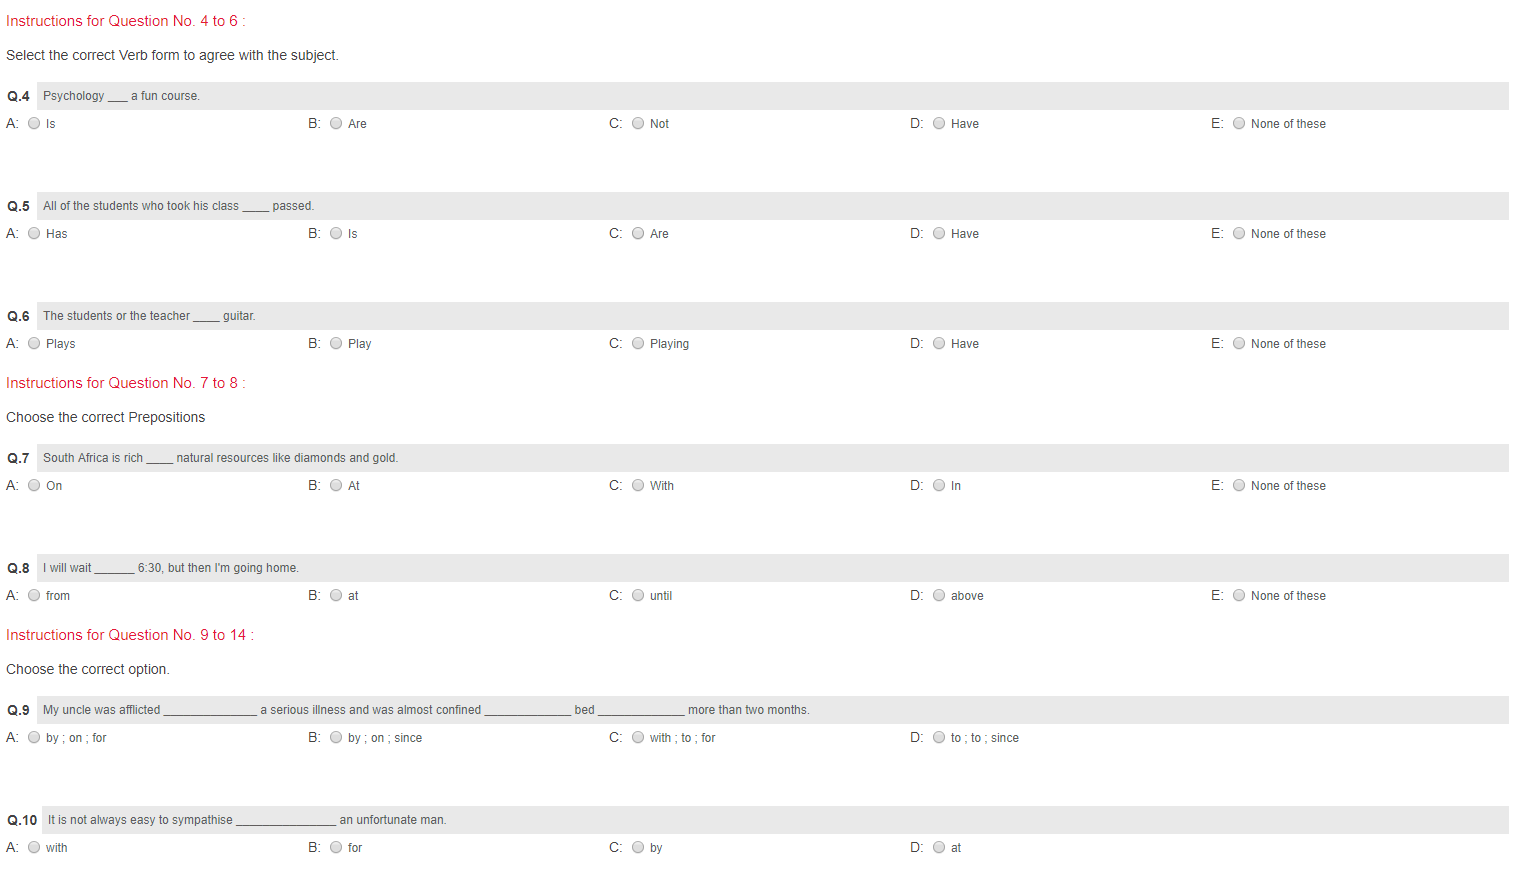 Instructions for Question No. 4 to 6 :
Select the correct Verb form to agree with the subject.
Q.4 Psychology ___ a fun course.
A: Is B: Are C: Not D: Have E: None of these
Q.5 All of the students who took his class ____ passed.
A: Has B: Is C: Are D: Have E: None of these
Q.6 The students or the teacher ____ guitar.
A: Plays B: Play C: Playing D: Have E: None of these
Instructions for Question No. 7 to 8 :
Choose the correct Prepositions
Q.7 South Africa is rich ____ natural resources like diamonds and gold.
A: On B: At C: With D: In E: None of these
Q.8 I will wait ______ 6:30, but then I'm going home.
A: from B: at C: until D: above E: None of these
Instructions for Question No. 9 to 14 :
Choose the correct option.
Q.9 My uncle was afflicted ______________ a serious illness and was almost confined _____________ bed _____________ more than two months.
A: by ; on ; for B: by ; on ; since C: with ; to ; for D: to ; to ; since
Q.10 It is not always easy to sympathise _______________ an unfortunate man.
A: with B: for C: by D: at